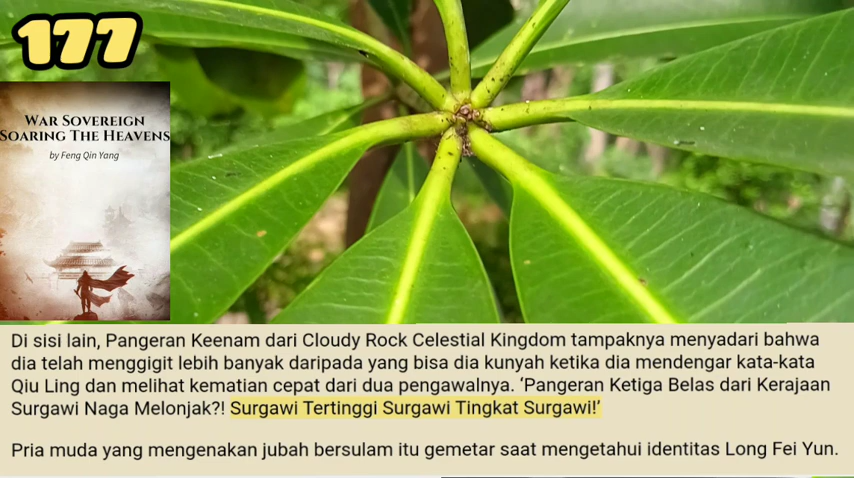 177
WAR SOVEREIGN
SOARING THE HEAVENS
by Feng Qin Yang
Di sisi lain, Pangeran Keenam dari Cloudy Rock Celestial Kingdom tampaknya menyadari bahwa
dia telah menggigit lebih banyak daripada yang bisa dia kunyah ketika dia mendengar kata-kata
Qiu Ling dan melihat kematian cepat dari dua pengawalnya. ‘Pangeran Ketiga Belas dari Kerajaan
Surgawi Naga Melonjak?! Surgawi Tertinggi Surgawi Tingkat Surgawi!’
Pria muda yang mengenakan jubah bersulam itu gemetar saat mengetahui identitas Long Fei Yun.